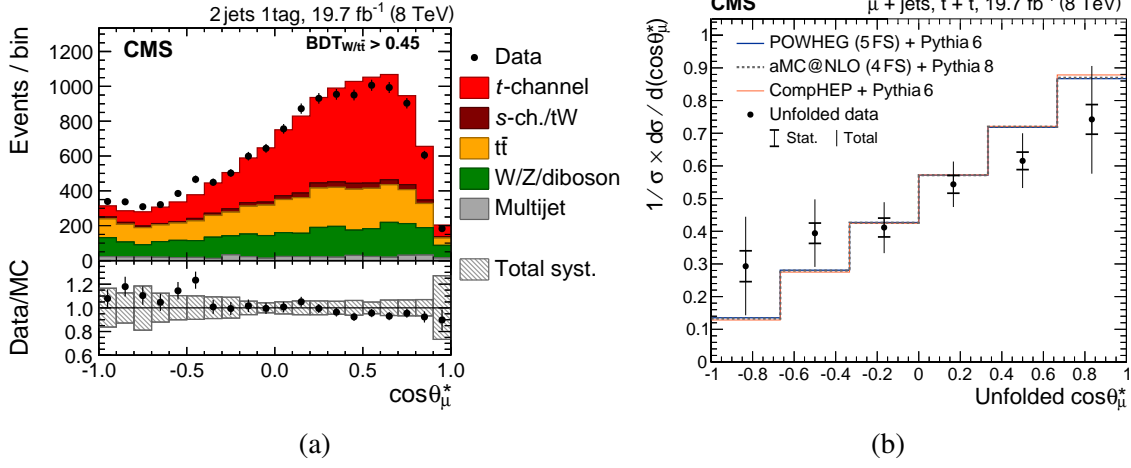 2 jets 1 tag, 19.7 fb⁻¹ (8 TeV)
CMS
BDT_W/tt̄ > 0.45
Events / bin
1200
1000
800
600
400
200
0
Data
t-channel
s-ch./tW
tt̄
W/Z/diboson
Multijet
Total syst.
Data/MC
1.2
1.0
0.8
0.6
-1.0
-0.5
0.0
0.5
1.0
cosθ*_μ
(a)
CMS
μ + jets, t + t̄, 19.7 fb⁻¹ (8 TeV)
1/ σ × dσ / d(cosθ*_μ)
1
0.9
0.8
0.7
0.6
0.5
0.4
0.3
0.2
0.1
0
POWHEG (5FS) + Pythia 6
aMC@NLO (4FS) + Pythia 8
CompHEP + Pythia 6
Unfolded data
Stat.
Total
-1
-0.8
-0.6
-0.4
-0.2
0
0.2
0.4
0.6
0.8
1
Unfolded cosθ*_μ
(b)